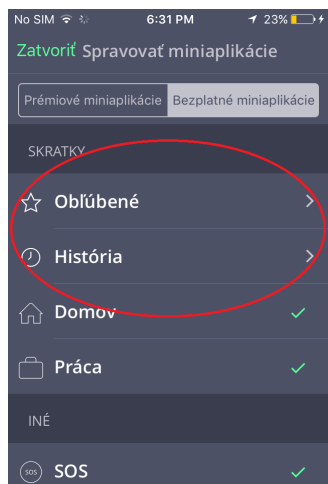 No SIM 6:31 PM 23%
Zatvoriť Spravovať miniaplikácie
Prémiové miniaplikácie Bezplatné miniaplikácie
SKRATKY
Obľúbené
História
Domov
Práca
INÉ
SOS SOS